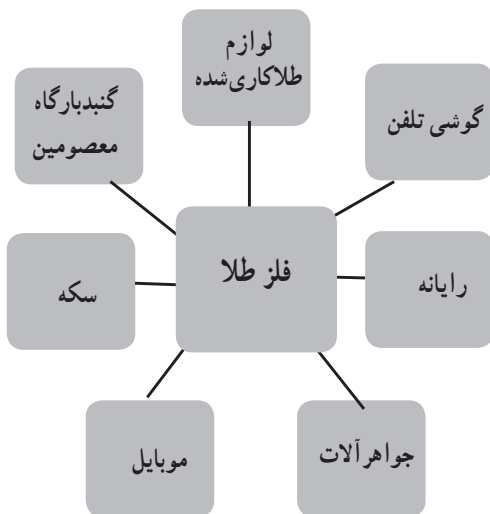 لوازم
طلاکاری‌شده
گوشی تلفن
گنبدبارگاه
معصومین
فلز طلا
رایانه
سکه
جواهرآلات
موبایل